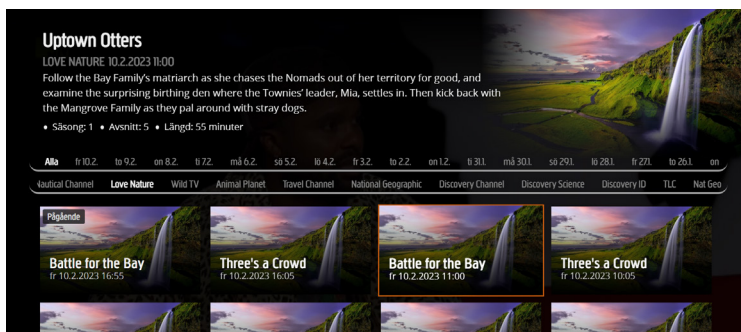 Uptown Otters
LOVE NATURE 10.2.2023 11:00
Follow the Bay Family's matriarch as she chases the Nomads out of her territory for good, and
examine the surprising birthing den where the Townies' leader, Mia, settles in. Then kick back with
the Mangrove Family as they pal around with stray dogs.
• Säsong: 1 • Avsnitt: 5 • Längd: 55 minuter
Alla fr 10.2. to 9.2. on 8.2. ti 7.2. må 6.2. sö 5.2. lö 4.2. fr 3.2. to 2.2. on 1.2. ti 31.1. må 30.1. sö 29.1. lö 28.1. fr 27.1. to 26.1. on
Nautical Channel Love Nature Wild TV Animal Planet Travel Channel National Geographic Discovery Channel Discovery Science Discovery ID TLC Nat Geo
Pågående
Battle for the Bay
fr 10.2.2023 16:55
Three's a Crowd
fr 10.2.2023 16:05
Battle for the Bay
fr 10.2.2023 11:00
Three's a Crowd
fr 10.2.2023 10:05